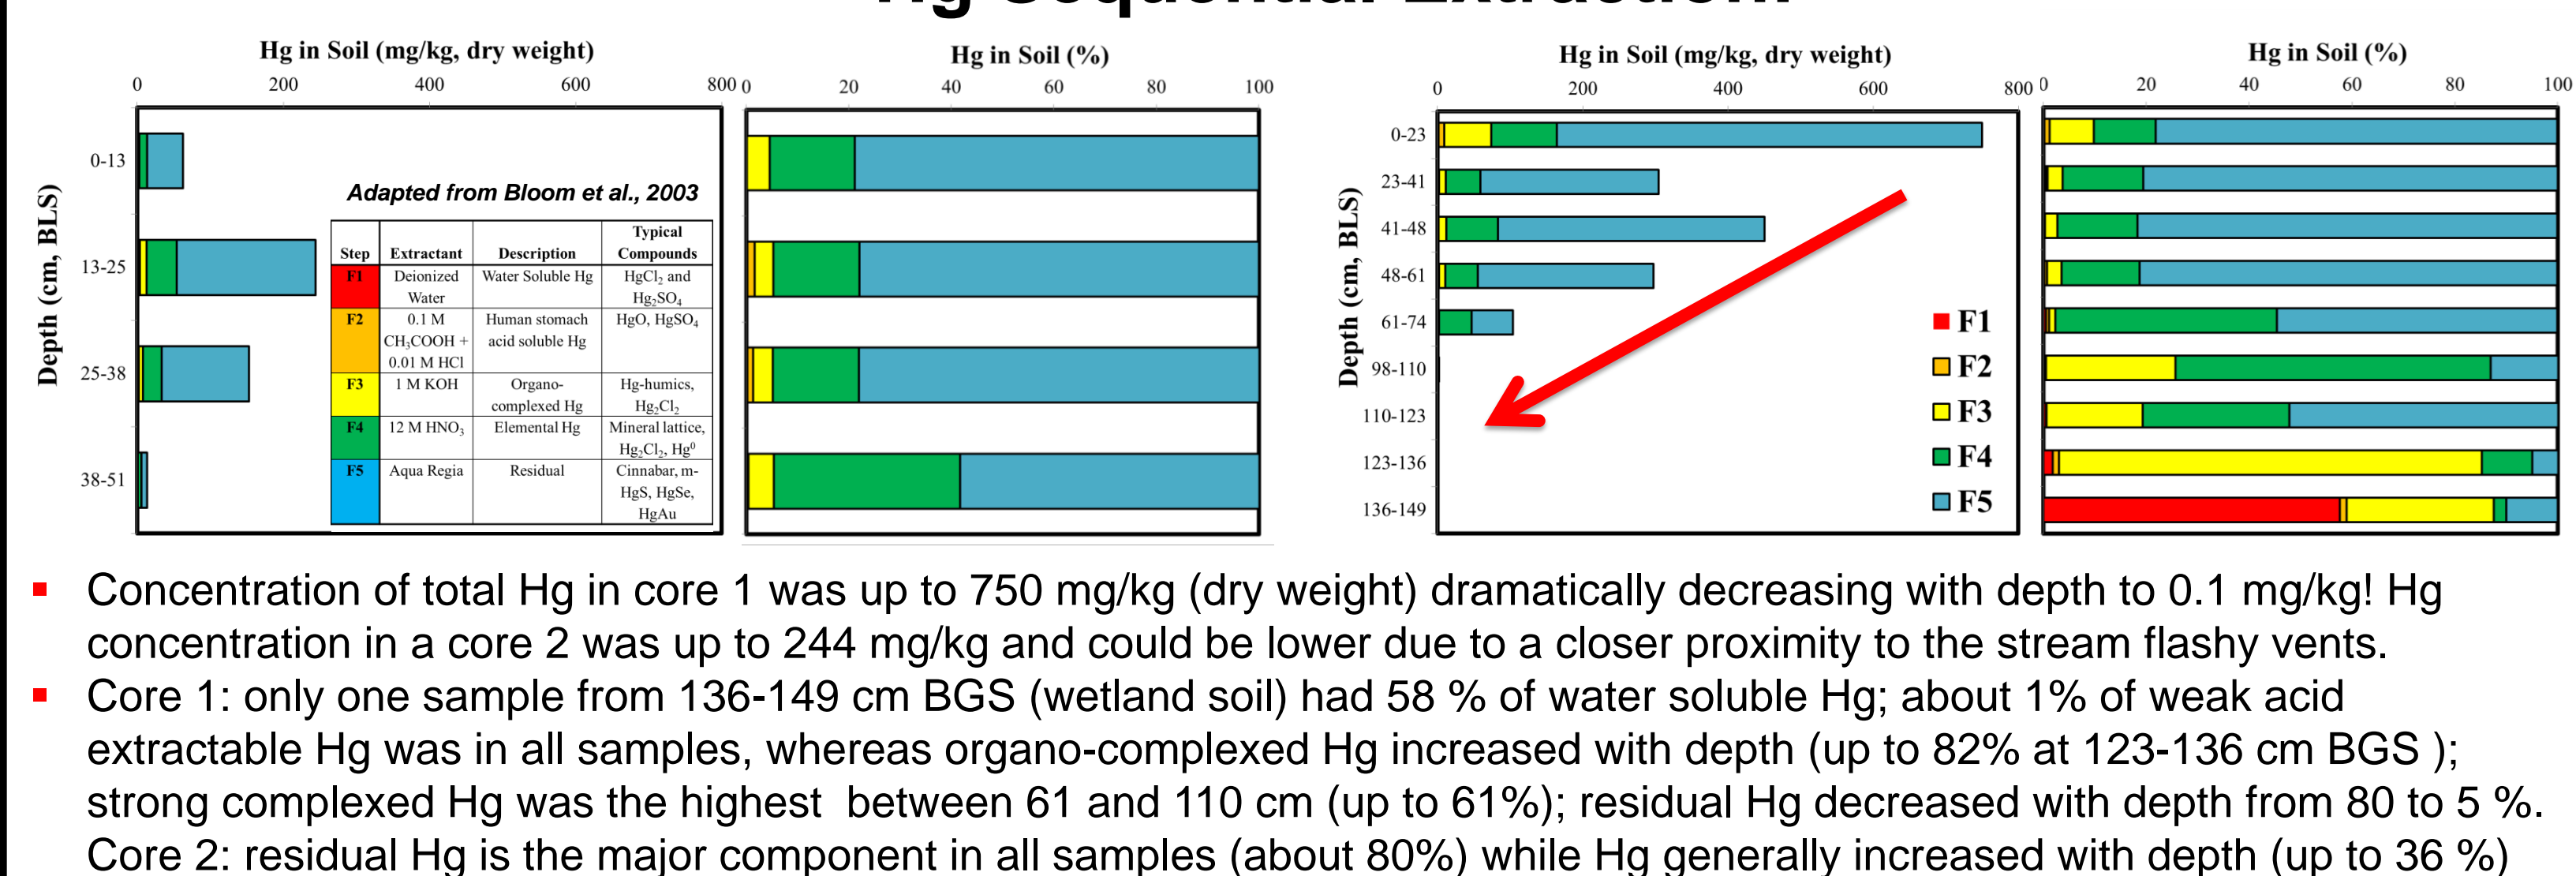 Hg Sequential Extraction:
Hg in Soil (mg/kg, dry weight)
0 200 400 600 800
Depth (cm, BLS)
0-13
13-25
25-38
38-51
Adapted from Bloom et al., 2003
Step Extractant Description Typical Compounds
F1 Deionized Water Water Soluble Hg HgCl₂ and Hg₂SO₄
F2 0.1 M CH₃COOH + 0.01 M HCl Human stomach acid soluble Hg HgO, HgSO₄
F3 1 M KOH Organo-complexed Hg Hg-humics, Hg₂Cl₂
F4 12 M HNO₃ Elemental Hg Mineral lattice, Hg₂Cl₂, Hg⁰
F5 Aqua Regia Residual Cinnabar, m-HgS, HgSe, HgAu
Hg in Soil (%)
0 20 40 60 80 100
Hg in Soil (mg/kg, dry weight)
0 200 400 600 800
Depth (cm, BLS)
0-23
23-41
41-48
48-61
61-74
98-110
110-123
123-136
136-149
F1
F2
F3
F4
F5
Hg in Soil (%)
0 20 40 60 80 100
▪ Concentration of total Hg in core 1 was up to 750 mg/kg (dry weight) dramatically decreasing with depth to 0.1 mg/kg! Hg
concentration in a core 2 was up to 244 mg/kg and could be lower due to a closer proximity to the stream flashy vents.
▪ Core 1: only one sample from 136-149 cm BGS (wetland soil) had 58 % of water soluble Hg; about 1% of weak acid
extractable Hg was in all samples, whereas organo-complexed Hg increased with depth (up to 82% at 123-136 cm BGS );
strong complexed Hg was the highest between 61 and 110 cm (up to 61%); residual Hg decreased with depth from 80 to 5 %.
Core 2: residual Hg is the major component in all samples (about 80%) while Hg generally increased with depth (up to 36 %)